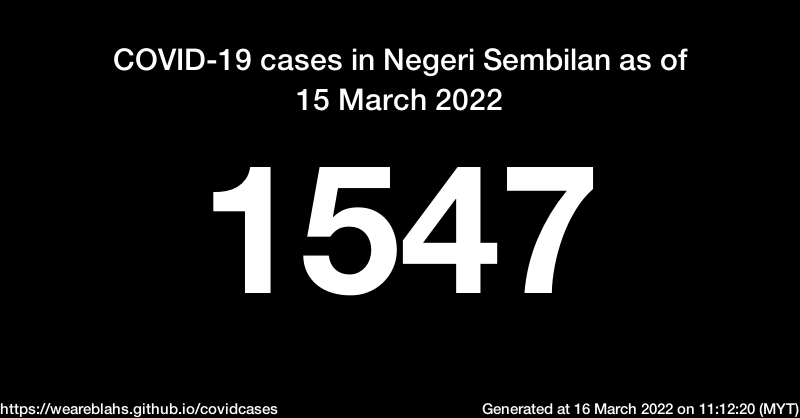 COVID-19 cases in Negeri Sembilan as of
15 March 2022
1547
https://weareblahs.github.io/covidcases
Generated at 16 March 2022 on 11:12:20 (MYT)